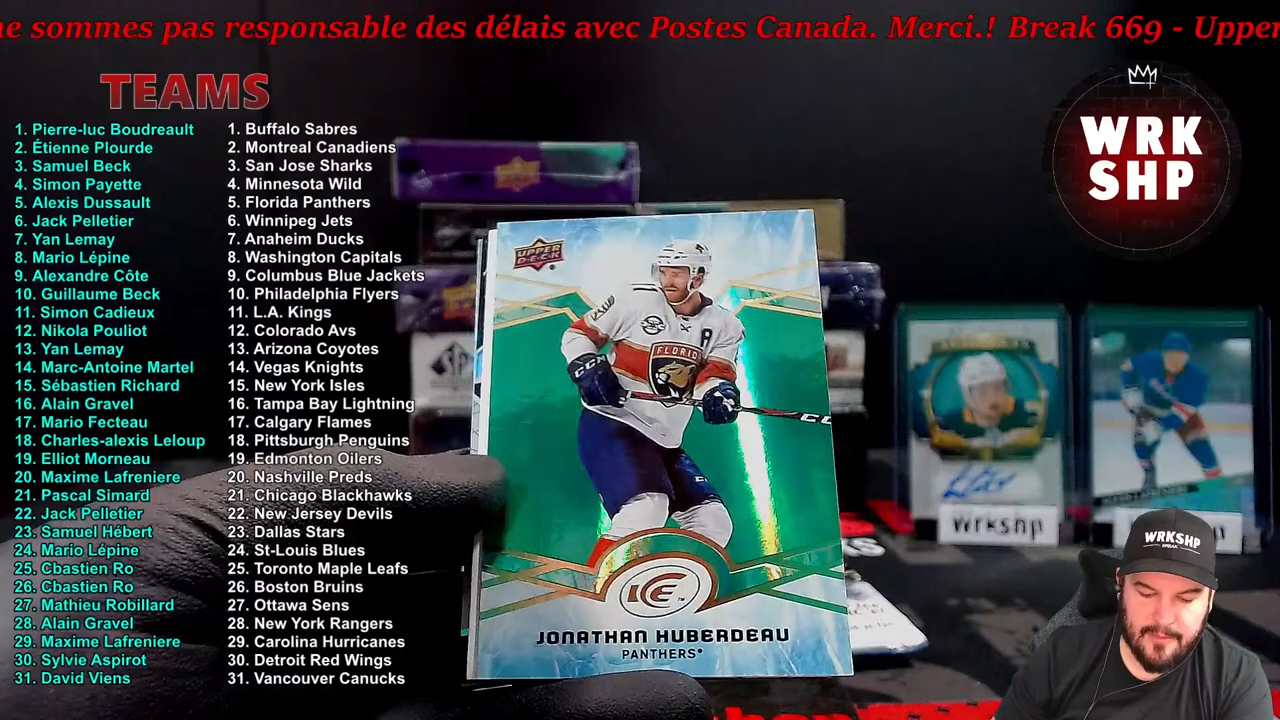 ne sommes pas responsable des délais avec Postes Canada. Merci.! Break 669 - Upper
TEAMS
1. Pierre-luc Boudreault
2. Étienne Plourde
3. Samuel Beck
4. Simon Payette
5. Alexis Dussault
6. Jack Pelletier
7. Yan Lemay
8. Mario Lépine
9. Alexandre Côte
10. Guillaume Beck
11. Simon Cadieux
12. Nikola Pouliot
13. Yan Lemay
14. Marc-Antoine Martel
15. Sébastien Richard
16. Alain Gravel
17. Mario Fecteau
18. Charles-alexis Leloup
19. Elliot Morneau
20. Maxime Lafreniere
21. Pascal Simard
22. Jack Pelletier
23. Samuel Hébert
24. Mario Lépine
25. Cbastien Ro
26. Cbastien Ro
27. Mathieu Robillard
28. Alain Gravel
29. Maxime Lafreniere
30. Sylvie Aspirot
31. David Viens
1. Buffalo Sabres
2. Montreal Canadiens
3. San Jose Sharks
4. Minnesota Wild
5. Florida Panthers
6. Winnipeg Jets
7. Anaheim Ducks
8. Washington Capitals
9. Columbus Blue Jackets
10. Philadelphia Flyers
11. L.A. Kings
12. Colorado Avs
13. Arizona Coyotes
14. Vegas Knights
15. New York Isles
16. Tampa Bay Lightning
17. Calgary Flames
18. Pittsburgh Penguins
19. Edmonton Oilers
20. Nashville Preds
21. Chicago Blackhawks
22. New Jersey Devils
23. Dallas Stars
24. St-Louis Blues
25. Toronto Maple Leafs
26. Boston Bruins
27. Ottawa Sens
28. New York Rangers
29. Carolina Hurricanes
30. Detroit Red Wings
31. Vancouver Canucks
WRK
SHP
UPPER
DECK
A
FLORID
CCM
ICE
JONATHAN HUBERDEAU
PANTHERS
SP
wrkshp
WRKSHP
BREAK